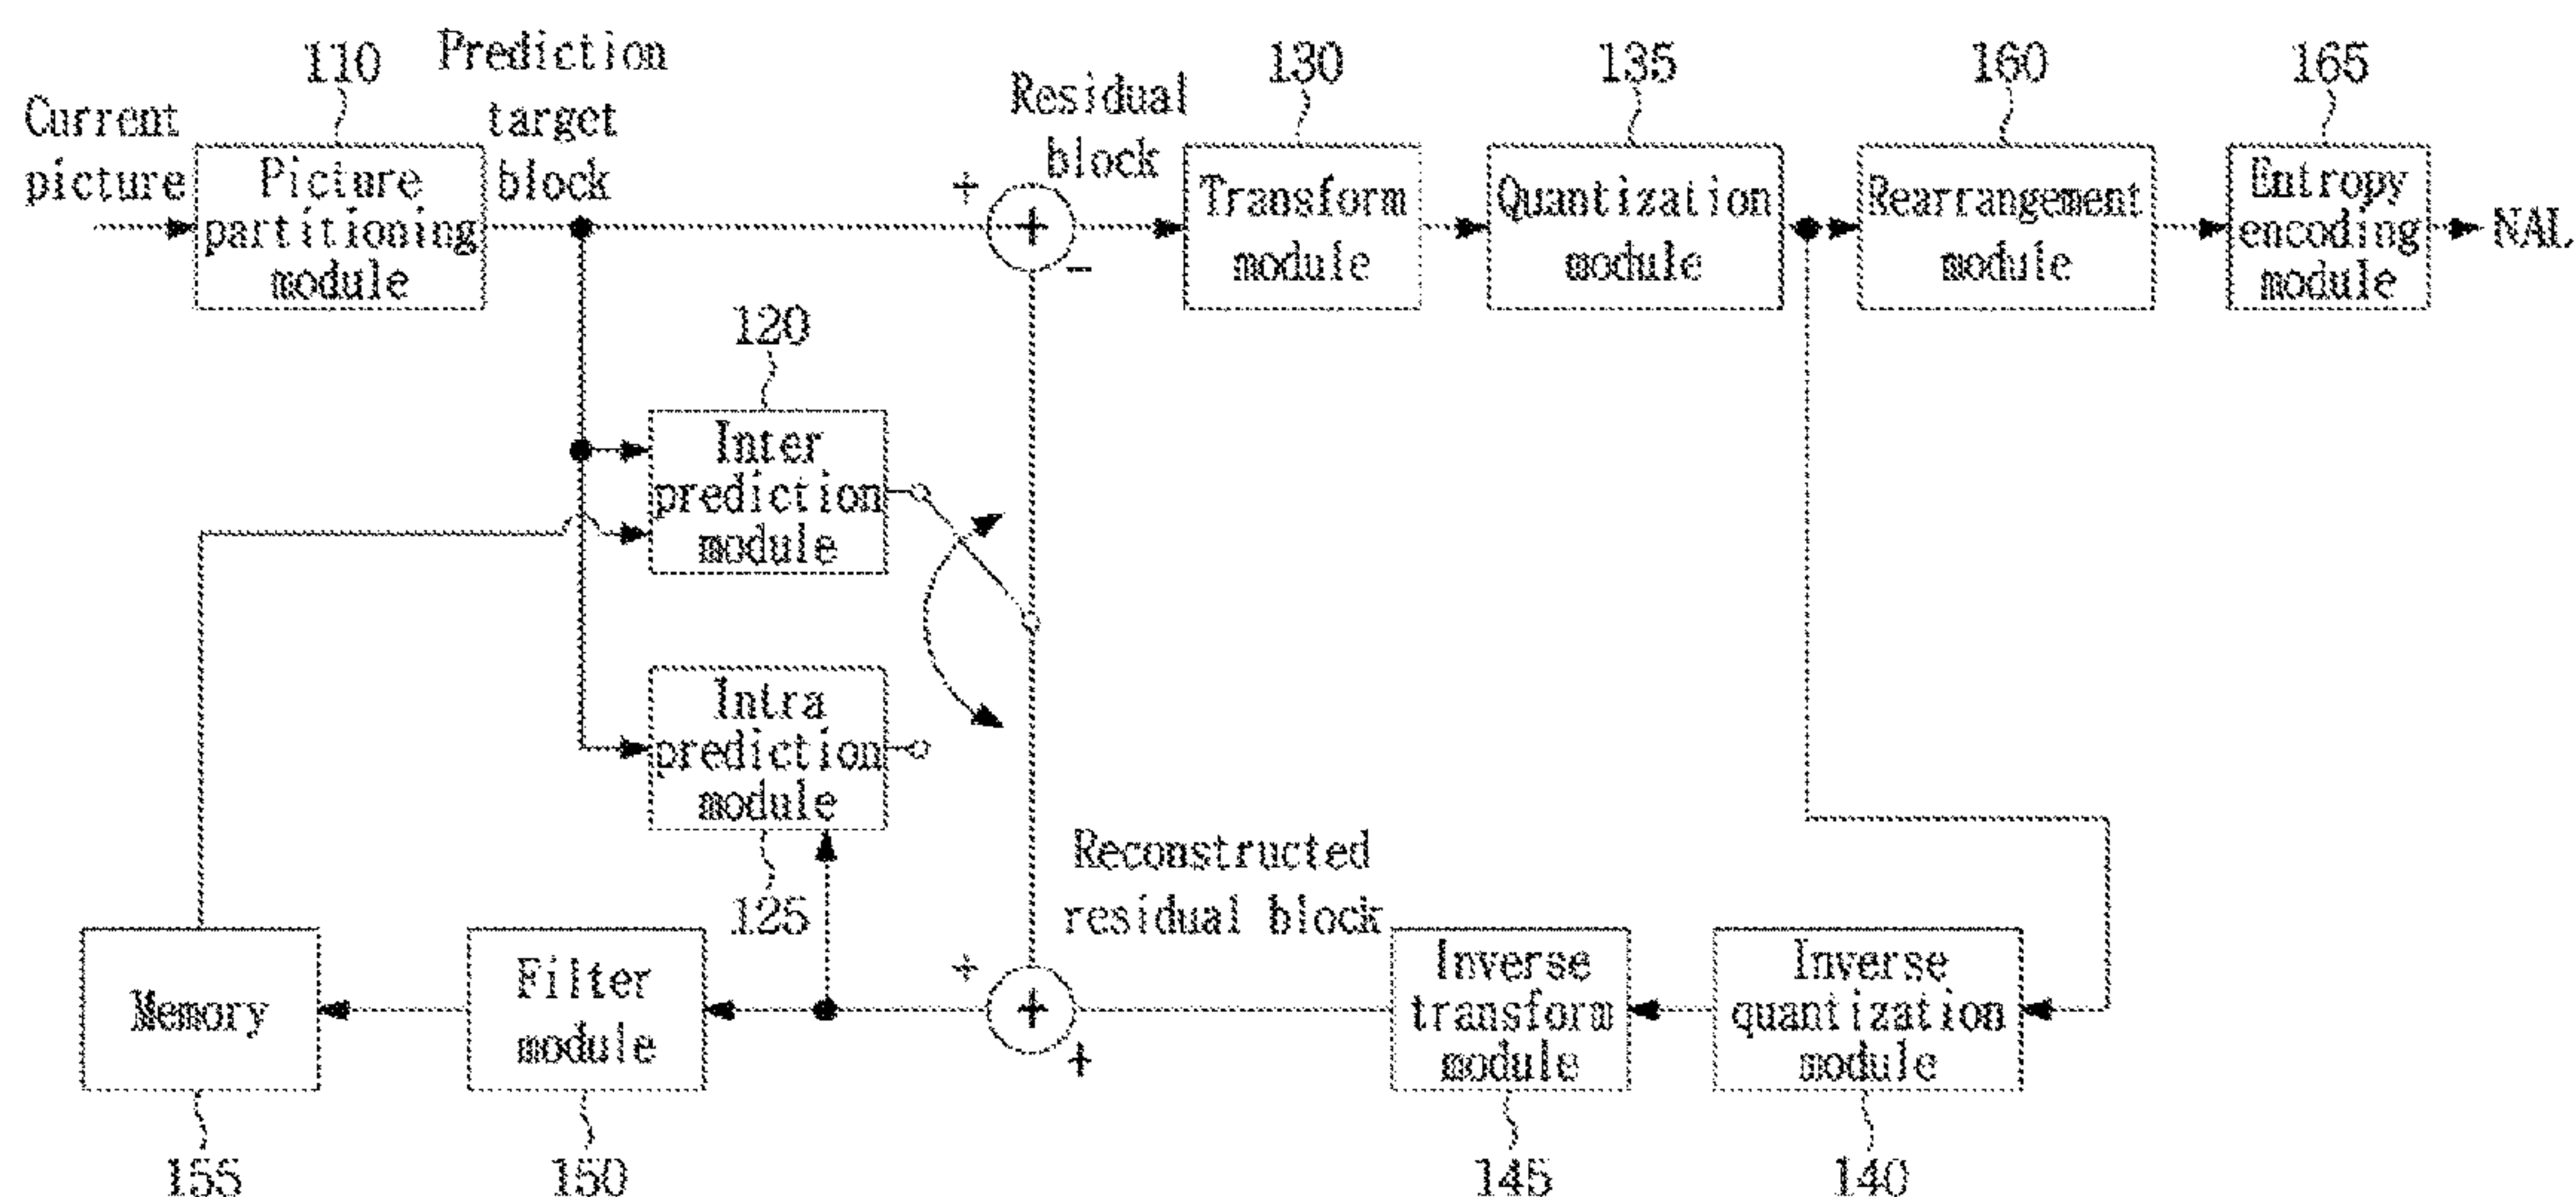 110
Prediction
target
block
Current
picture
Picture
partitioning
module
Residual
block
+
+
-
130
Transform
module
135
Quantization
module
160
Rearrangement
module
165
Entropy
encoding
module
NAL
120
Inter
prediction
module
Intra
prediction
module
125
Reconstructed
residual block
Memory
155
Filter
module
150
+
+
+
Inverse
transform
module
145
Inverse
quantization
module
140